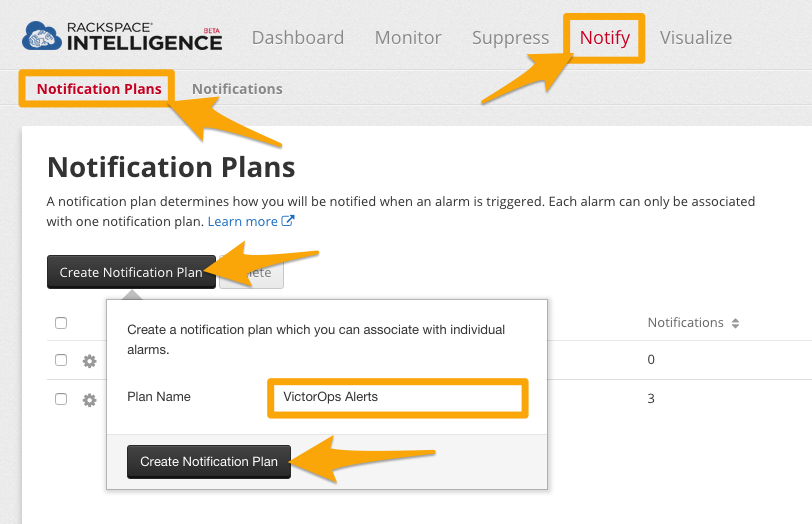 RACKSPACE® BETA
INTELLIGENCE
Dashboard Monitor Suppress Notify Visualize
Notification Plans Notifications
Notification Plans
A notification plan determines how you will be notified when an alarm is triggered. Each alarm can only be associated
with one notification plan. Learn more
Create Notification Plan
Create a notification plan which you can associate with individual
alarms.
Notifications
0
3
Plan Name VictorOps Alerts
Create Notification Plan